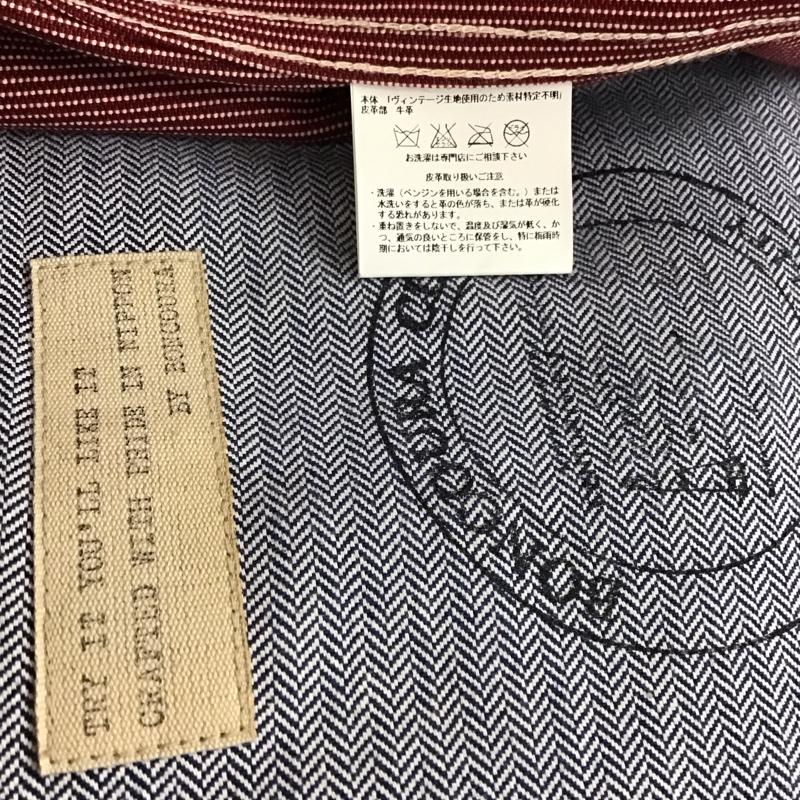 本体 「ヴィンテージ生地使用のため素材特定不明」
皮革部 牛革
お洗濯は専門店にご相談下さい
皮革取り扱いご注意
・洗濯（ベンジンを用いる場合を含む。）または
水洗いをすると革の色が落ち、または革が硬化
する恐れがあります。
・重ね置きをしないで、温度及び湿気が低く、か
つ、通気の良いところに保管をし、特に梅雨時
期においては陰干しを行って下さい。
TRY IT YOU'LL LIKE IT
CRAFTED WITH PRIDE IN NIPPON
BY BONCOURA
BONCOURA